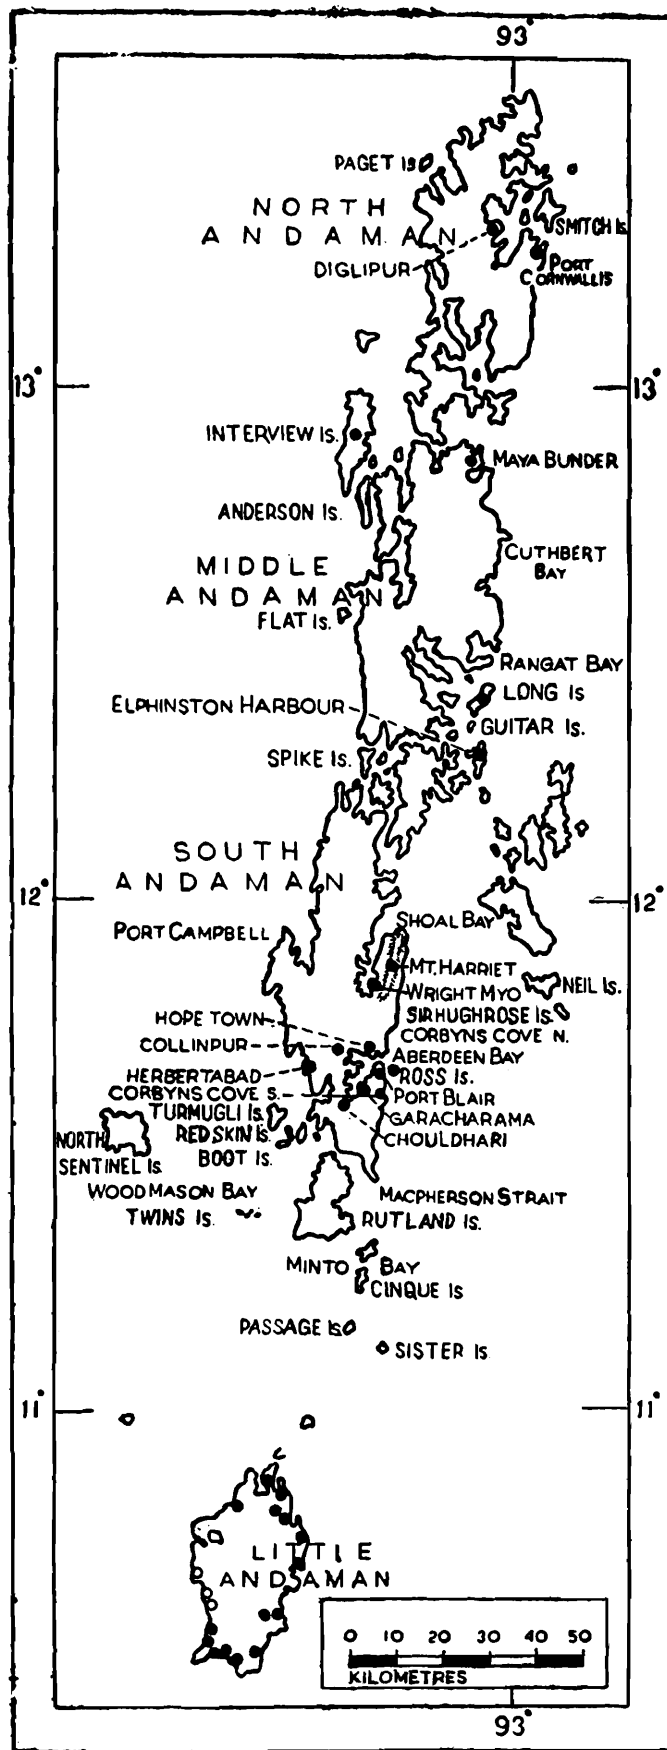 93°
PAGET Is
NORTH
ANDAMAN
SMITCH Is.
DIGLIPUR
PORT
CORNWALLIS
13°
13°
INTERVIEW Is.
MAYA BUNDER
ANDERSON Is.
CUTHBERT
BAY
MIDDLE
ANDAMAN
FLAT Is.
RANGAT BAY
LONG Is
ELPHINSTON HARBOUR
GUITAR Is.
SPIKE Is.
SOUTH
ANDAMAN
12°
12°
SHOAL BAY
PORT CAMPBELL
MT. HARRIET
WRIGHT MYO
NEIL Is.
SIR HUGHROSE Is.
HOPE TOWN
CORBYNS COVE N.
COLLINPUR
ABERDEEN BAY
HERBERTABAD
ROSS Is.
CORBYNS COVE S.
PORT BLAIR
TURMUGLI Is.
GARACHARAMA
RED SKIN Is.
CHOULDHARI
NORTH
SENTINEL Is.
BOOT Is.
WOOD MASON BAY
MACPHERSON STRAIT
TWINS Is.
RUTLAND Is.
MINTO BAY
CINQUE Is
PASSAGE Is
SISTER Is
11°
11°
LITTLE
ANDAMAN
0 10 20 30 40 50
KILOMETRES
93°